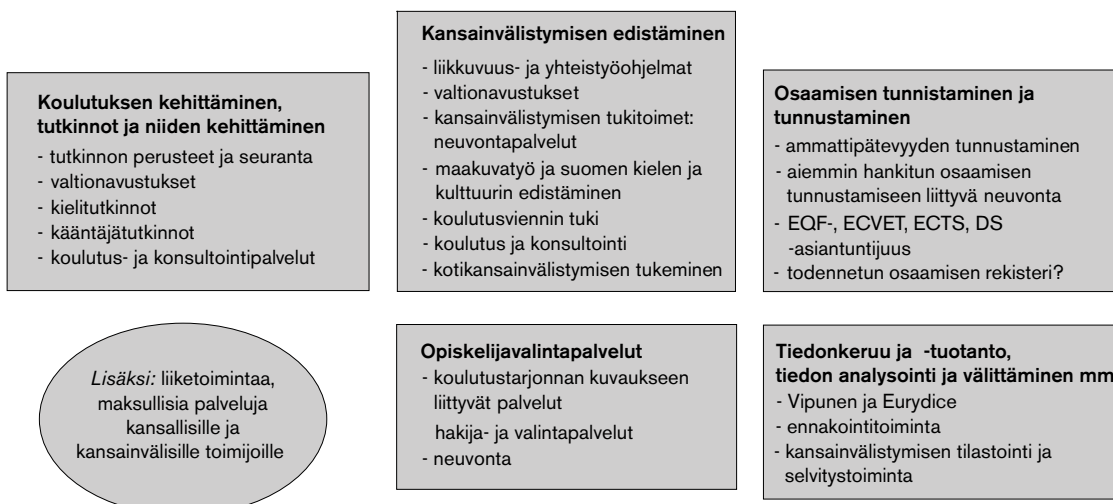 Koulutuksen kehittäminen,
tutkinnot ja niiden kehittäminen
- tutkinnon perusteet ja seuranta
- valtionavustukset
- kielitutkinnot
- kääntäjätutkinnot
- koulutus- ja konsultointipalvelut
Kansainvälistymisen edistäminen
- liikkuvuus- ja yhteistyöohjelmat
- valtionavustukset
- kansainvälistymisen tukitoimet:
neuvontapalvelut
- maakuvatyö ja suomen kielen ja
kulttuurin edistäminen
- koulutusviennin tuki
- koulutus ja konsultointi
- kotikansainvälistymisen tukeminen
Osaamisen tunnistaminen ja
tunnustaminen
- ammattipätevyyden tunnustaminen
- aiemmin hankitun osaamisen
tunnustamiseen liittyvä neuvonta
- EQF-, ECVET, ECTS, DS
-asiantuntijuus
- todennetun osaamisen rekisteri?
Lisäksi: liiketoimintaa,
maksullisia palveluja
kansallisille ja
kansainvälisille toimijoille
Opiskelijavalintapalvelut
- koulutustarjonnan kuvaukseen
liittyvät palvelut
hakija- ja valintapalvelut
- neuvonta
Tiedonkeruu ja -tuotanto,
tiedon analysointi ja välittäminen mm
- Vipunen ja Eurydice
- ennakointitoiminta
- kansainvälistymisen tilastointi ja
selvitystoiminta